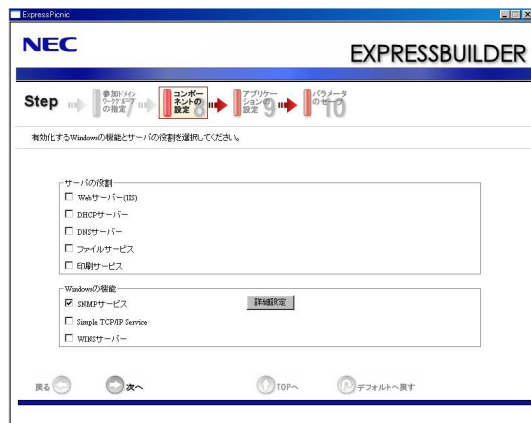 ExpressPicnic
NEC
EXPRESSBUILDER
Step
参加ドメイン
ワークグループ
の指定 7
コンポー
ネントの
設定 8
アプリケー
ションの
設定 9
パラメータ
のセーブ 10
有効化するWindowsの機能とサーバの役割を選択してください。
サーバの役割
Webサーバー(IIS)
DHCPサーバー
DNSサーバー
ファイルサービス
印刷サービス
Windowsの機能
SNMPサービス 詳細設定
Simple TCP/IP Service
WINSサーバー
戻る 次へ TOPへ デフォルトへ戻す